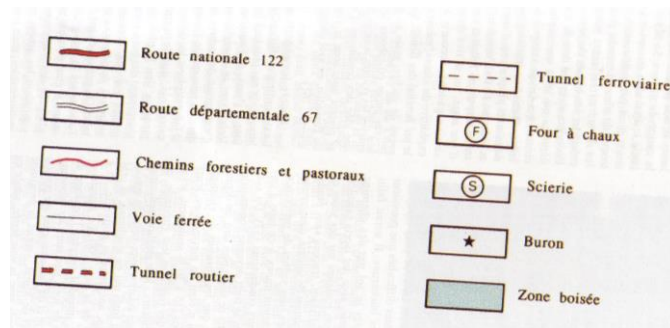 Route nationale 122
Route départementale 67
Chemins forestiers et pastoraux
Voie ferrée
Tunnel routier
Tunnel ferroviaire
F Four à chaux
S Scierie
Buron
Zone boisée